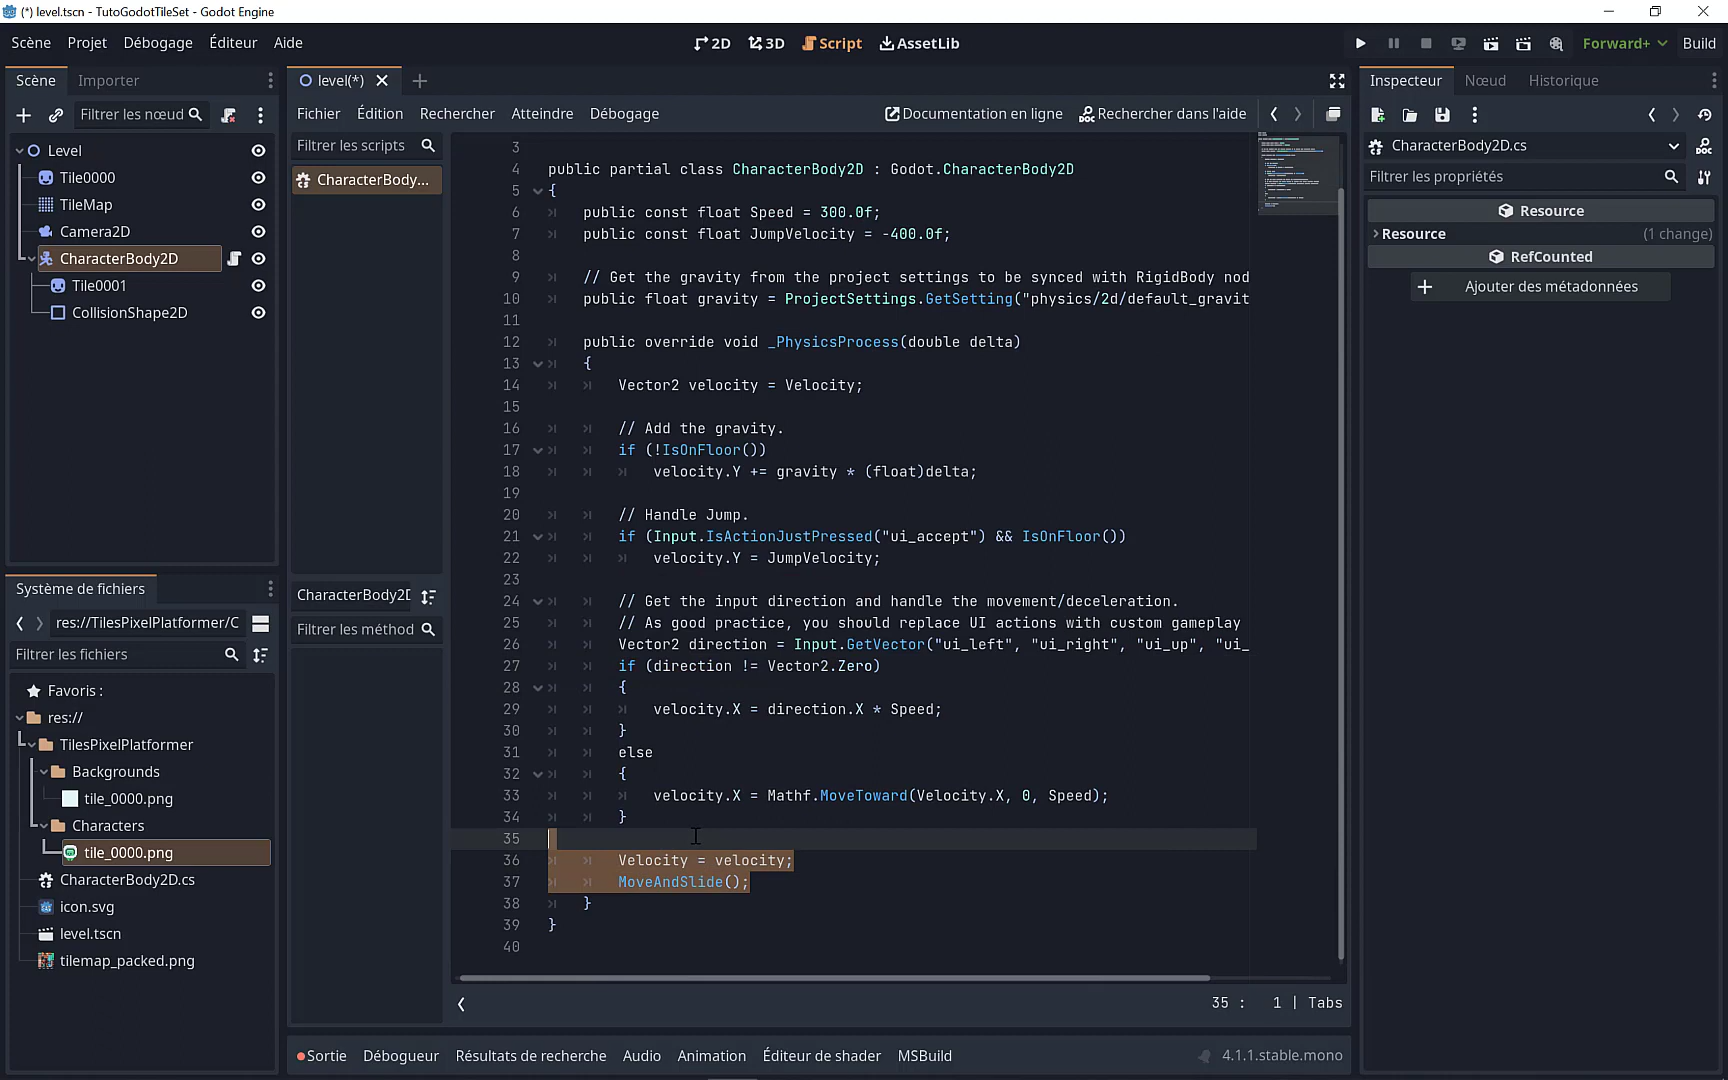 (*) level.tscn - TutoGodotTileSet - Godot Engine
Scène Projet Débogage Éditeur Aide
2D 3D Script AssetLib
Forward+ Build
Scène Importer
Filtrer les nœud
Level
Tile0000
TileMap
Camera2D
CharacterBody2D
Tile0001
CollisionShape2D
Système de fichiers
res://TilesPixelPlatformer/C
Filtrer les fichiers
Favoris :
res://
TilesPixelPlatformer
Backgrounds
tile_0000.png
Characters
tile_0000.png
CharacterBody2D.cs
icon.svg
level.tscn
tilemap_packed.png
level(*)
Fichier Édition Rechercher Atteindre Débogage
Documentation en ligne Rechercher dans l'aide
Filtrer les scripts
CharacterBody...
CharacterBody2D
Filtrer les méthod
3
4 public partial class CharacterBody2D : Godot.CharacterBody2D
5 {
6 public const float Speed = 300.0f;
7 public const float JumpVelocity = -400.0f;
8
9 // Get the gravity from the project settings to be synced with RigidBody nod
10 public float gravity = ProjectSettings.GetSetting("physics/2d/default_gravit
11
12 public override void _PhysicsProcess(double delta)
13 {
14 Vector2 velocity = Velocity;
15
16 // Add the gravity.
17 if (!IsOnFloor())
18 velocity.Y += gravity * (float)delta;
19
20 // Handle Jump.
21 if (Input.IsActionJustPressed("ui_accept") && IsOnFloor())
22 velocity.Y = JumpVelocity;
23
24 // Get the input direction and handle the movement/deceleration.
25 // As good practice, you should replace UI actions with custom gameplay
26 Vector2 direction = Input.GetVector("ui_left", "ui_right", "ui_up", "ui_
27 if (direction != Vector2.Zero)
28 {
29 velocity.X = direction.X * Speed;
30 }
31 else
32 {
33 velocity.X = Mathf.MoveToward(Velocity.X, 0, Speed);
34 }
35
36 Velocity = velocity;
37 MoveAndSlide();
38 }
39 }
40
35 : 1 | Tabs
Sortie Débogueur Résultats de recherche Audio Animation Éditeur de shader MSBuild
4.1.1.stable.mono
Inspecteur Nœud Historique
CharacterBody2D.cs
Filtrer les propriétés
Resource
Resource (1 change)
RefCounted
Ajouter des métadonnées